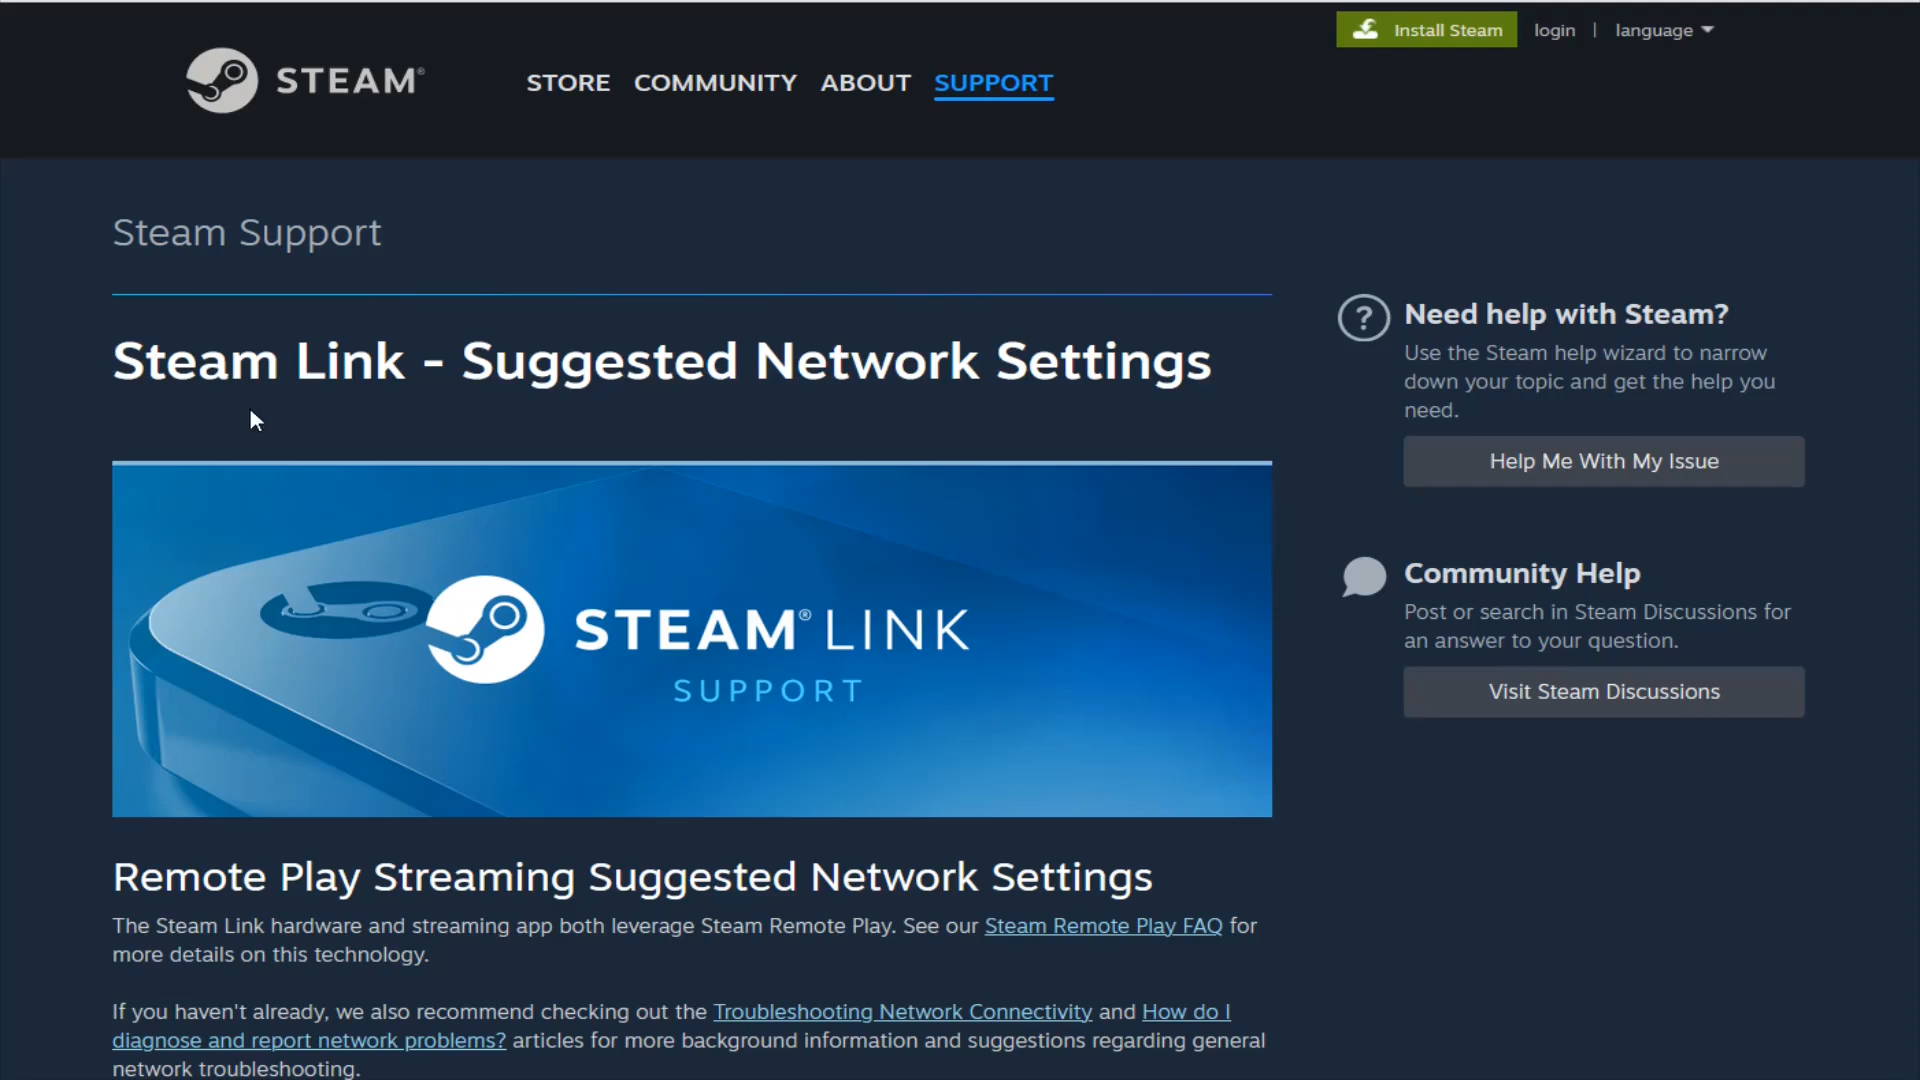 Install Steam login | language
STEAM®
STORE COMMUNITY ABOUT SUPPORT
Steam Support
Steam Link - Suggested Network Settings
STEAM® LINK
SUPPORT
Remote Play Streaming Suggested Network Settings
The Steam Link hardware and streaming app both leverage Steam Remote Play. See our Steam Remote Play FAQ for
more details on this technology.
If you haven't already, we also recommend checking out the Troubleshooting Network Connectivity and How do I
diagnose and report network problems? articles for more background information and suggestions regarding general
network troubleshooting.
? Need help with Steam?
Use the Steam help wizard to narrow
down your topic and get the help you
need.
Help Me With My Issue
Community Help
Post or search in Steam Discussions for
an answer to your question.
Visit Steam Discussions